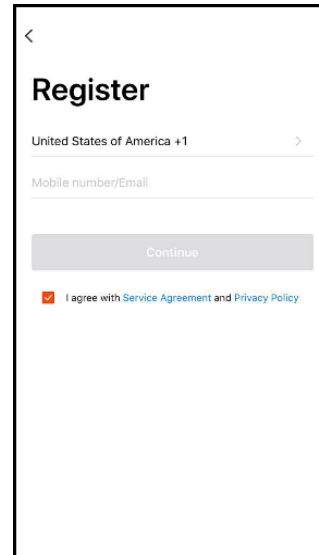 Register
United States of America +1
Mobile number/Email
Continue
I agree with Service Agreement and Privacy Policy